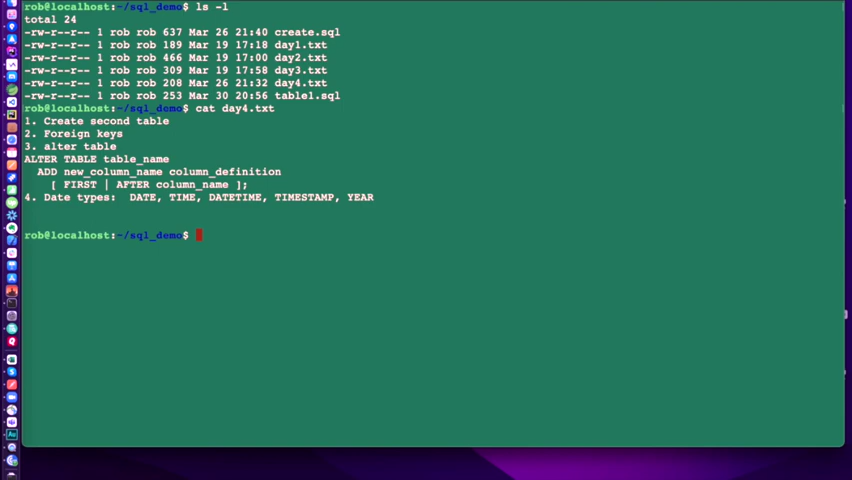 rob@localhost:~/sql_demo$ ls -l
total 24
-rw-r--r-- 1 rob rob 637 Mar 26 21:40 create.sql
-rw-r--r-- 1 rob rob 189 Mar 19 17:18 day1.txt
-rw-r--r-- 1 rob rob 466 Mar 19 17:00 day2.txt
-rw-r--r-- 1 rob rob 309 Mar 19 17:58 day3.txt
-rw-r--r-- 1 rob rob 208 Mar 26 21:32 day4.txt
-rw-r--r-- 1 rob rob 253 Mar 30 20:56 table1.sql
rob@localhost:~/sql_demo$ cat day4.txt
1. Create second table
2. Foreign keys
3. alter table
ALTER TABLE table_name
  ADD new_column_name column_definition
    [ FIRST | AFTER column_name ];
4. Date types:  DATE, TIME, DATETIME, TIMESTAMP, YEAR
rob@localhost:~/sql_demo$